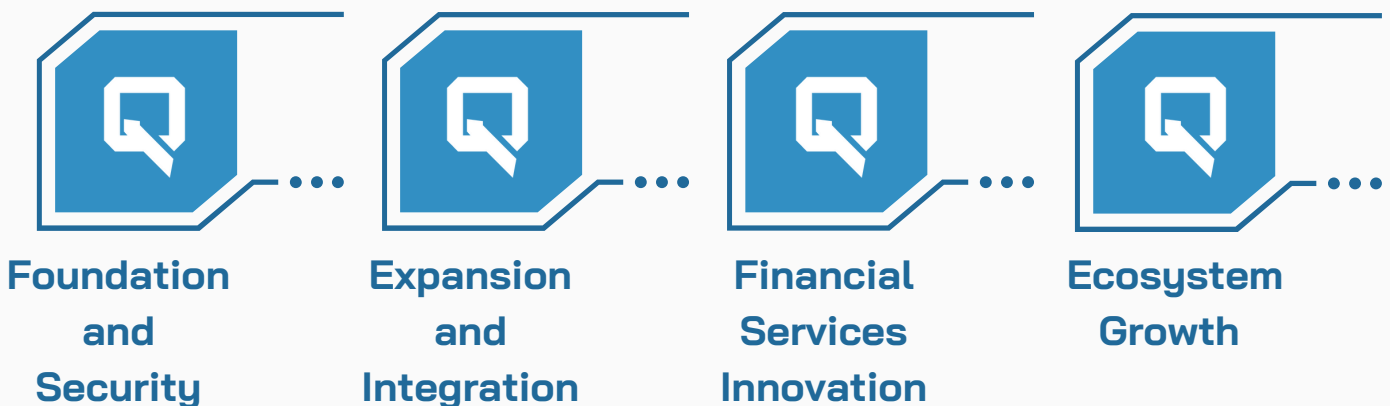 Foundation
and
Security
Expansion
and
Integration
Financial
Services
Innovation
Ecosystem
Growth